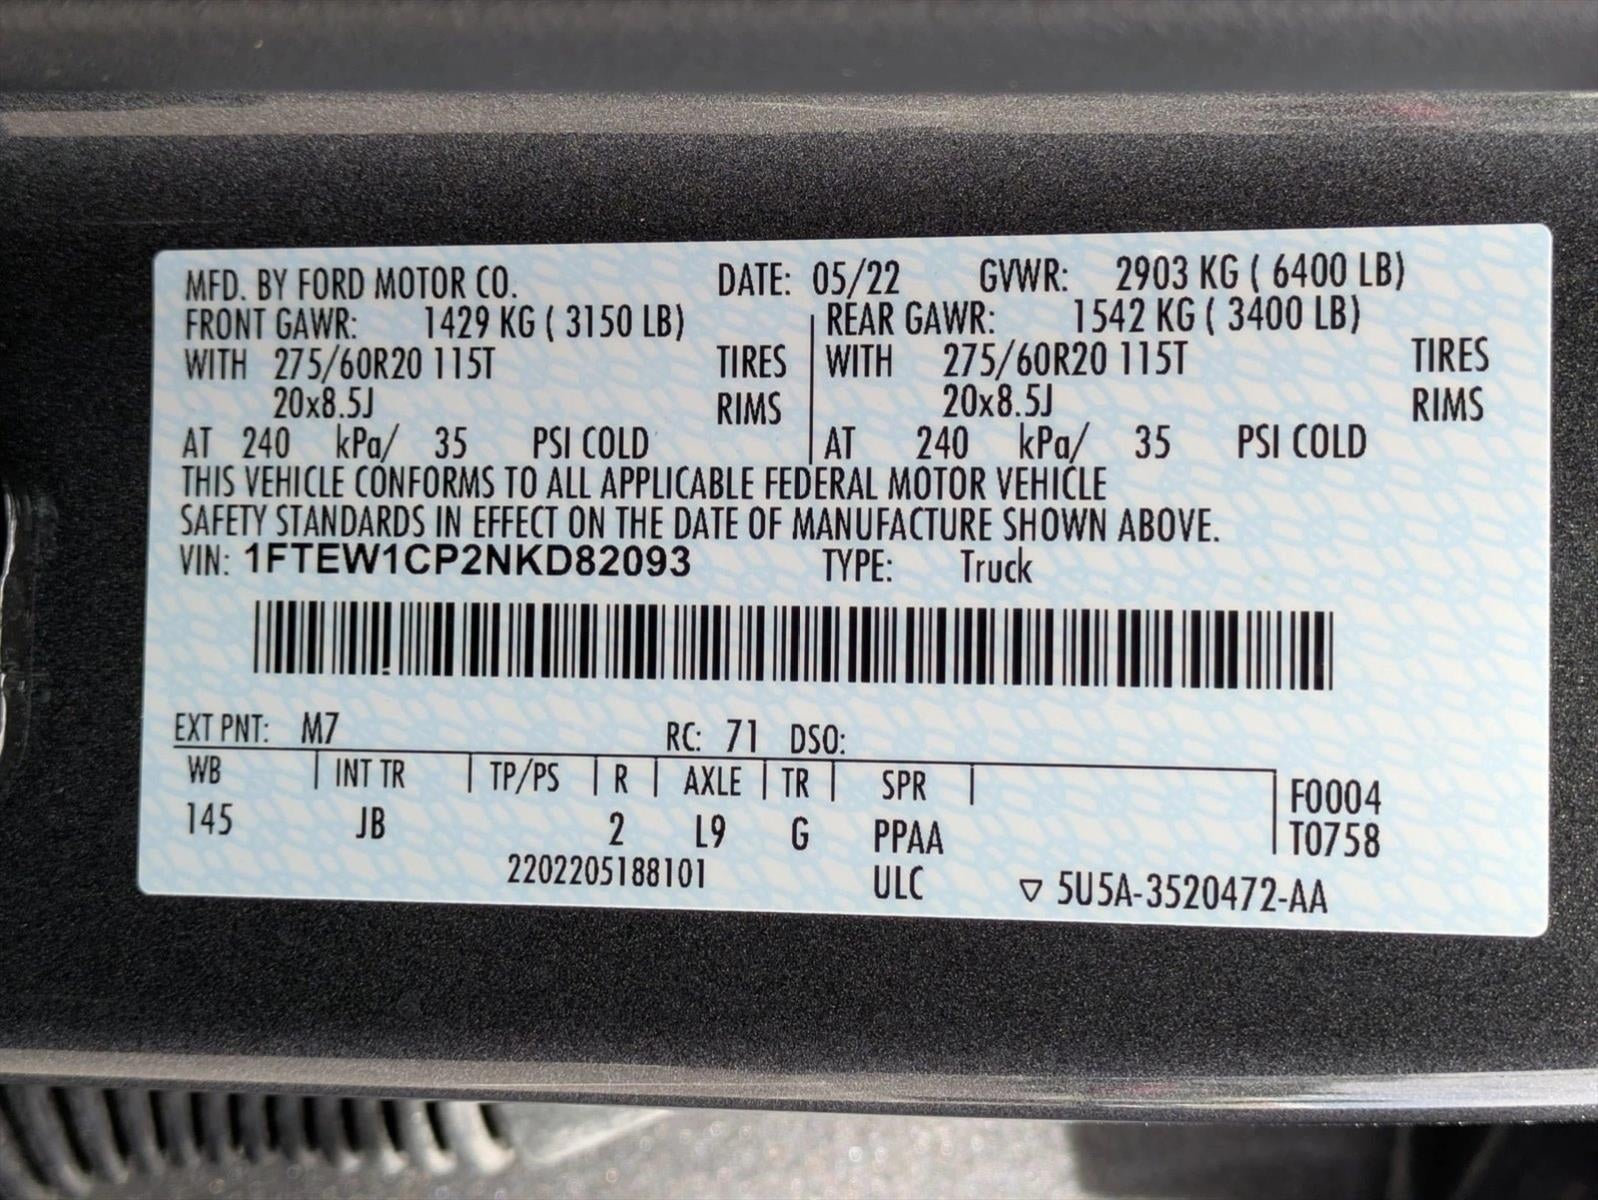 MFD. BY FORD MOTOR CO. DATE: 05/22 GVWR: 2903 KG ( 6400 LB)
FRONT GAWR: 1429 KG ( 3150 LB) REAR GAWR: 1542 KG ( 3400 LB)
WITH 275/60R20 115T TIRES WITH 275/60R20 115T TIRES
20x8.5J RIMS 20x8.5J RIMS
AT 240 kPa/ 35 PSI COLD AT 240 kPa/ 35 PSI COLD
THIS VEHICLE CONFORMS TO ALL APPLICABLE FEDERAL MOTOR VEHICLE
SAFETY STANDARDS IN EFFECT ON THE DATE OF MANUFACTURE SHOWN ABOVE.
VIN: 1FTEW1CP2NKD82093 TYPE: Truck
EXT PNT: M7 RC: 71 DSO:
WB INT TR TP/PS R AXLE TR SPR F0004
145 JB 2 L9 G PPAA T0758
2202205188101 ULC ▽ 5U5A-3520472-AA